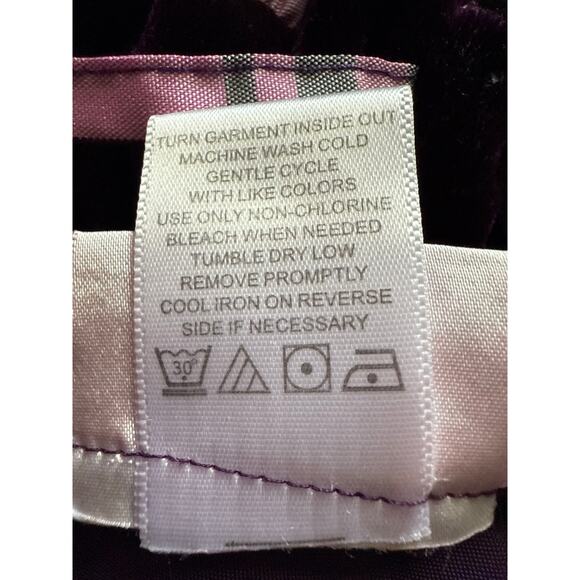 TURN GARMENT INSIDE OUT
MACHINE WASH COLD
GENTLE CYCLE
WITH LIKE COLORS
USE ONLY NON-CHLORINE
BLEACH WHEN NEEDED
TUMBLE DRY LOW
REMOVE PROMPTLY
COOL IRON ON REVERSE
SIDE IF NECESSARY
30°